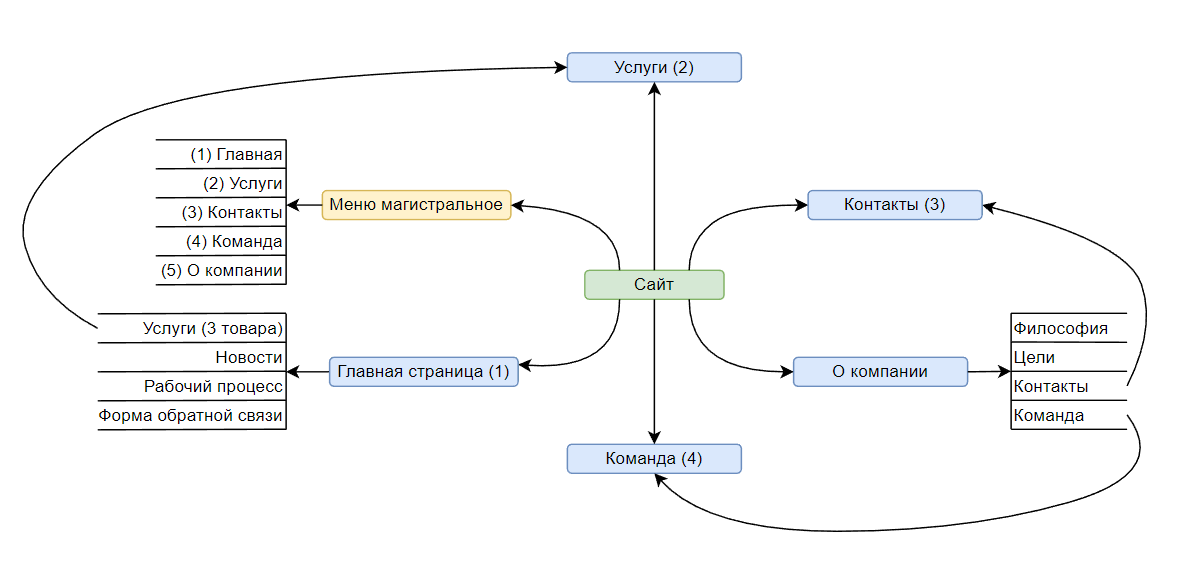 Услуги (2)
(1) Главная
(2) Услуги
(3) Контакты
(4) Команда
(5) О компании
Меню магистральное
Контакты (3)
Сайт
Услуги (3 товара)
Новости
Рабочий процесс
Форма обратной связи
Главная страница (1)
О компании
Философия
Цели
Контакты
Команда
Команда (4)